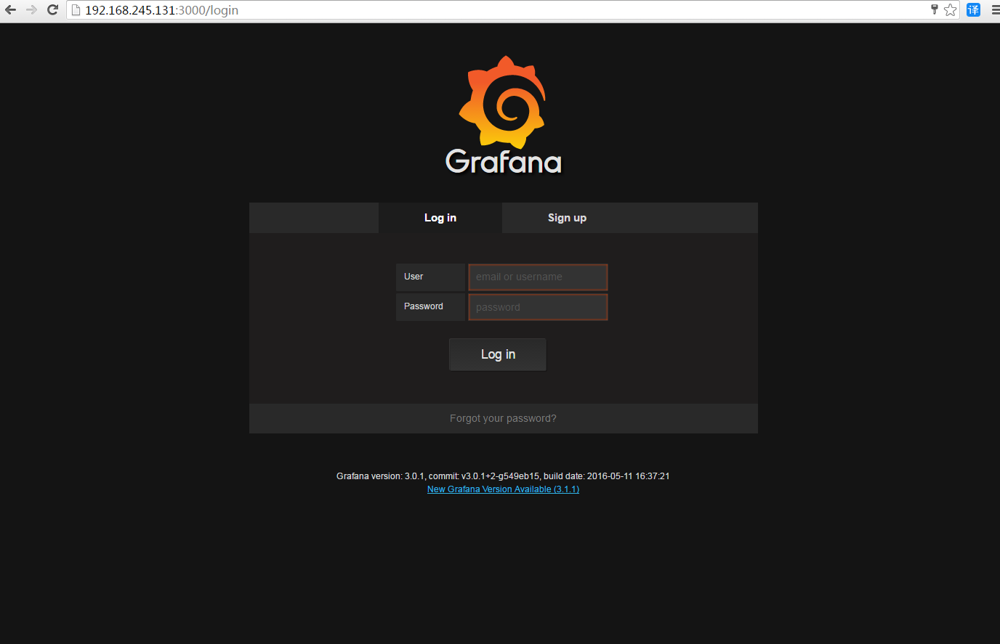 192.168.245.131:3000/login
译
Grafana
Log in
Sign up
User
email or username
Password
password
Log in
Forgot your password?
Grafana version: 3.0.1, commit: v3.0.1+2-g549eb15, build date: 2016-05-11 16:37:21
New Grafana Version Available (3.1.1)